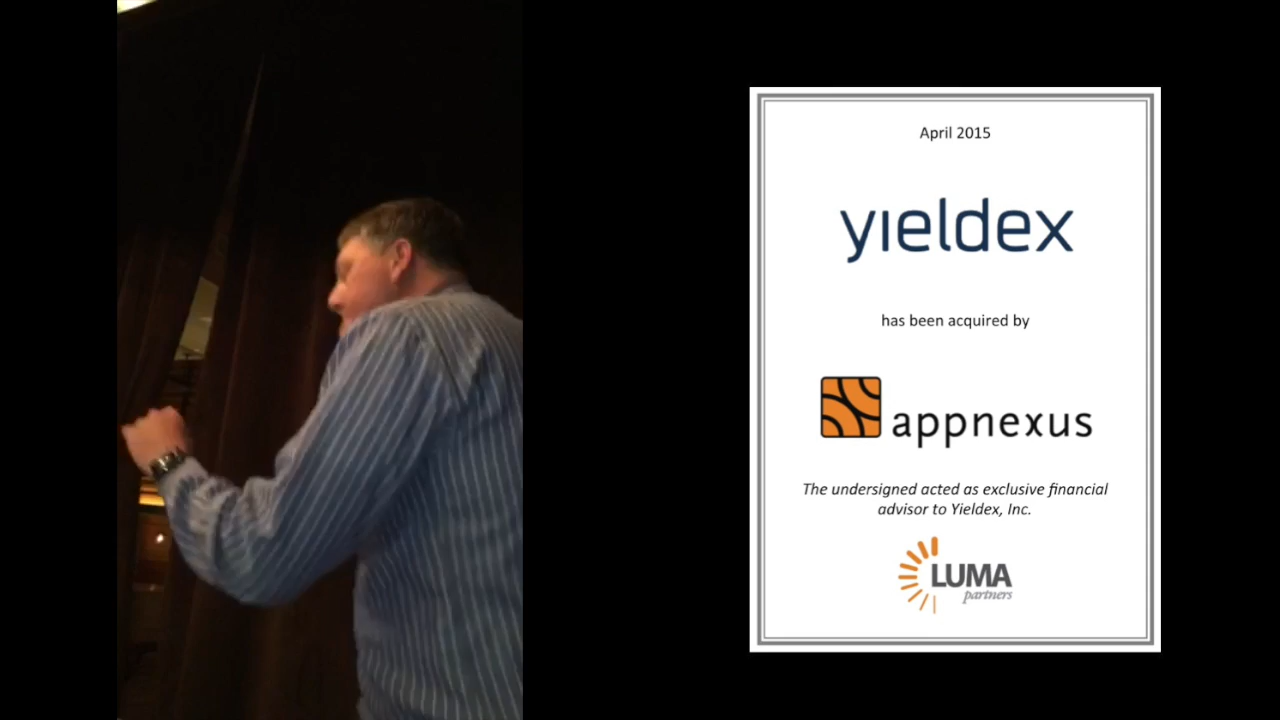 April 2015
yieldex
has been acquired by
appnexus
The undersigned acted as exclusive financial
advisor to Yieldex, Inc.
LUMA
partners